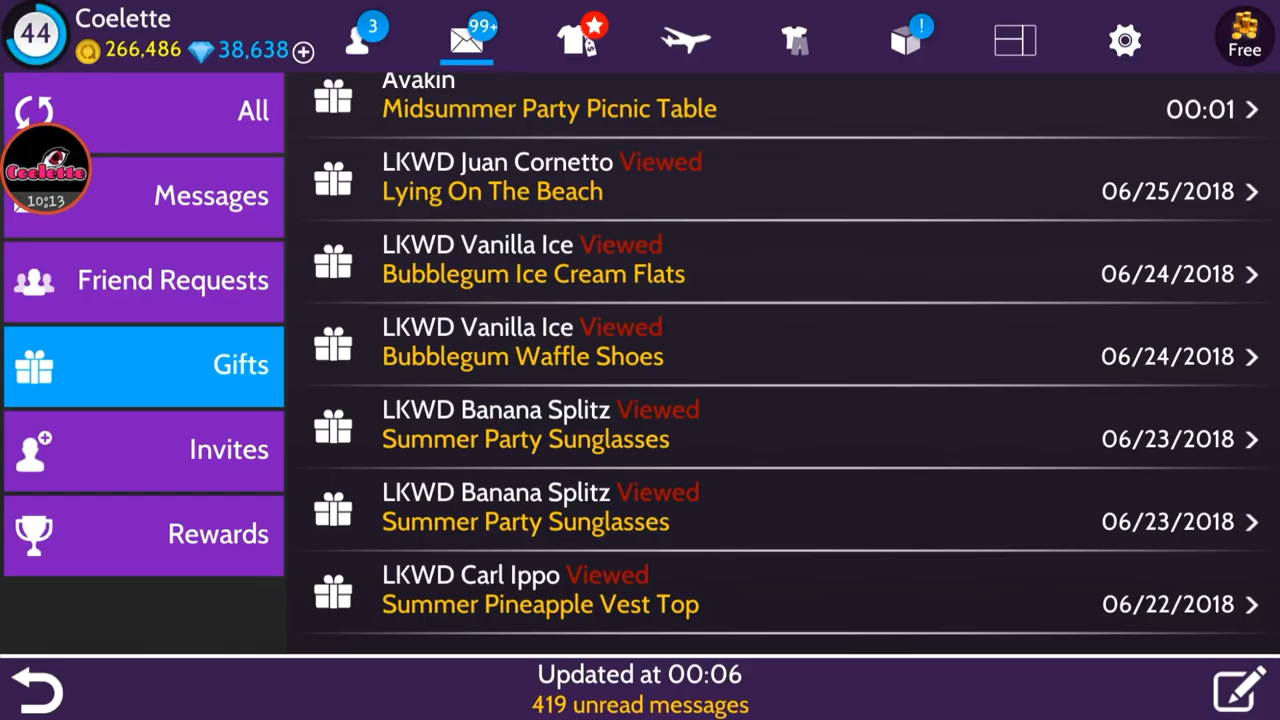 44
Coelette
266,486 38,638
3
99+
!
Free
All
Coelette
10:13
Messages
Friend Requests
Gifts
Invites
Rewards
Avakin
Midsummer Party Picnic Table
00:01
LKWD Juan Cornetto Viewed
Lying On The Beach
06/25/2018
LKWD Vanilla Ice Viewed
Bubblegum Ice Cream Flats
06/24/2018
LKWD Vanilla Ice Viewed
Bubblegum Waffle Shoes
06/24/2018
LKWD Banana Splitz Viewed
Summer Party Sunglasses
06/23/2018
LKWD Banana Splitz Viewed
Summer Party Sunglasses
06/23/2018
LKWD Carl Ippo Viewed
Summer Pineapple Vest Top
06/22/2018
Updated at 00:06
419 unread messages